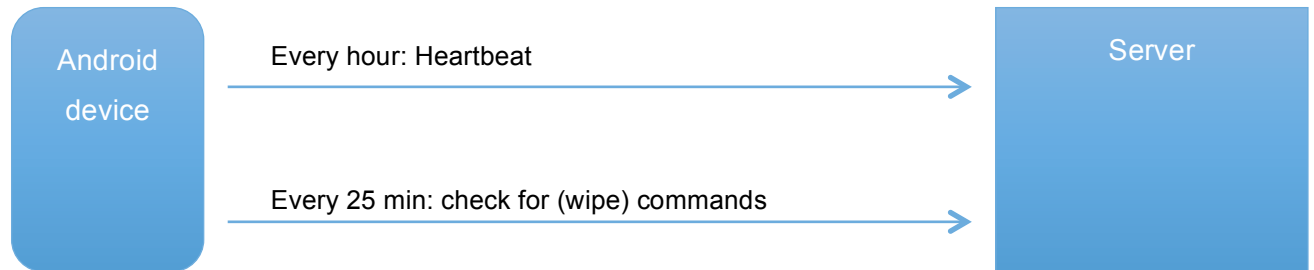 Android
device
Every hour: Heartbeat
Server
Every 25 min: check for (wipe) commands